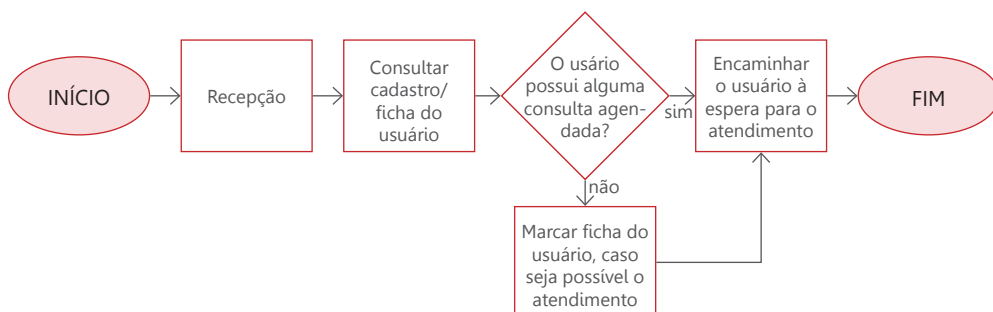 INÍCIO
Recepção
Consultar
cadastro/
ficha do
usuário
O usário
possui alguma
consulta agen-
dada?
sim
não
Encaminhar
o usuário à
espera para o
atendimento
FIM
Marcar ficha do
usuário, caso
seja possível o
atendimento